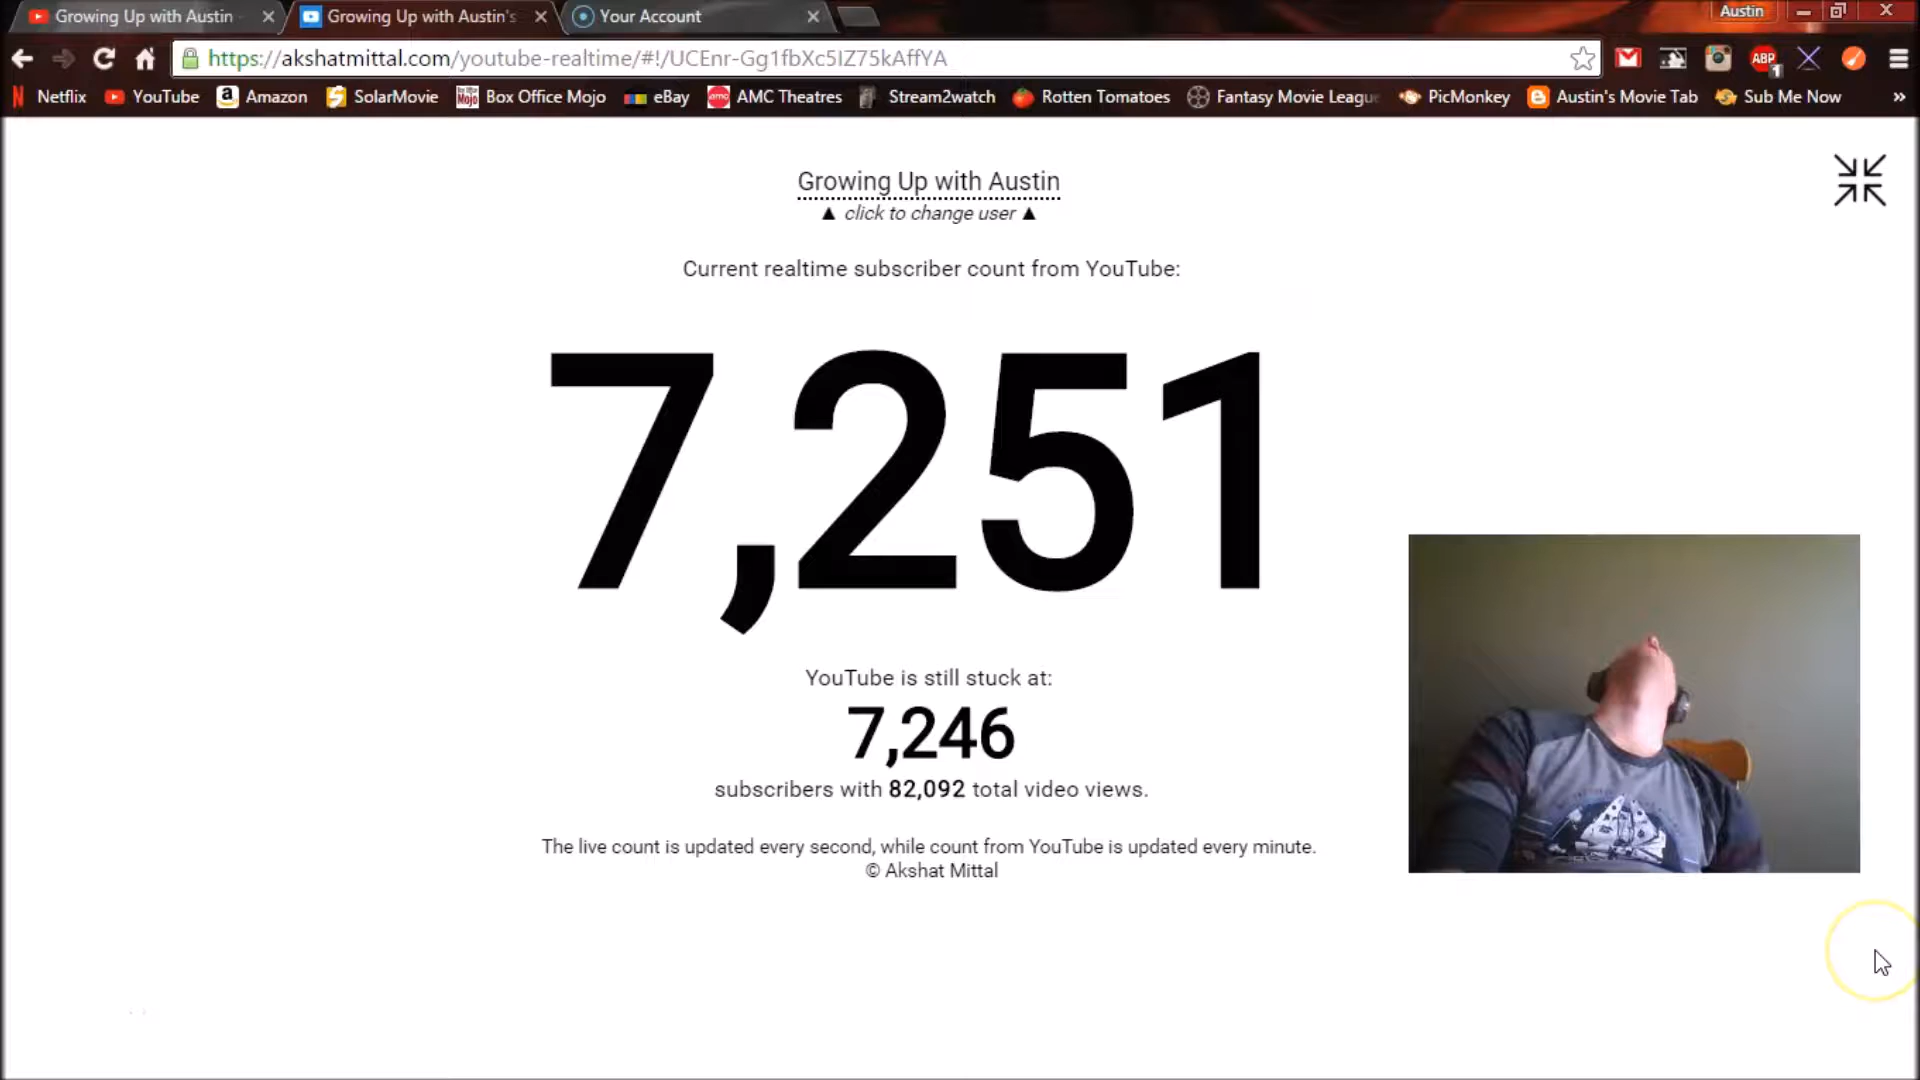 Growing Up with Austin
Growing Up with Austin's
Your Account
Austin
https://akshatmittal.com/youtube-realtime/#!/UCEnr-Gg1fbXc5IZ75kAffYA
ABP
1
Netflix
YouTube
Amazon
SolarMovie
Box Office Mojo
eBay
AMC Theatres
Stream2watch
Rotten Tomatoes
Fantasy Movie Leagu
PicMonkey
Austin's Movie Tab
Sub Me Now
»
Growing Up with Austin
▲ click to change user ▲
Current realtime subscriber count from YouTube:
7,251
YouTube is still stuck at:
7,246
subscribers with 82,092 total video views.
The live count is updated every second, while count from YouTube is updated every minute.
© Akshat Mittal